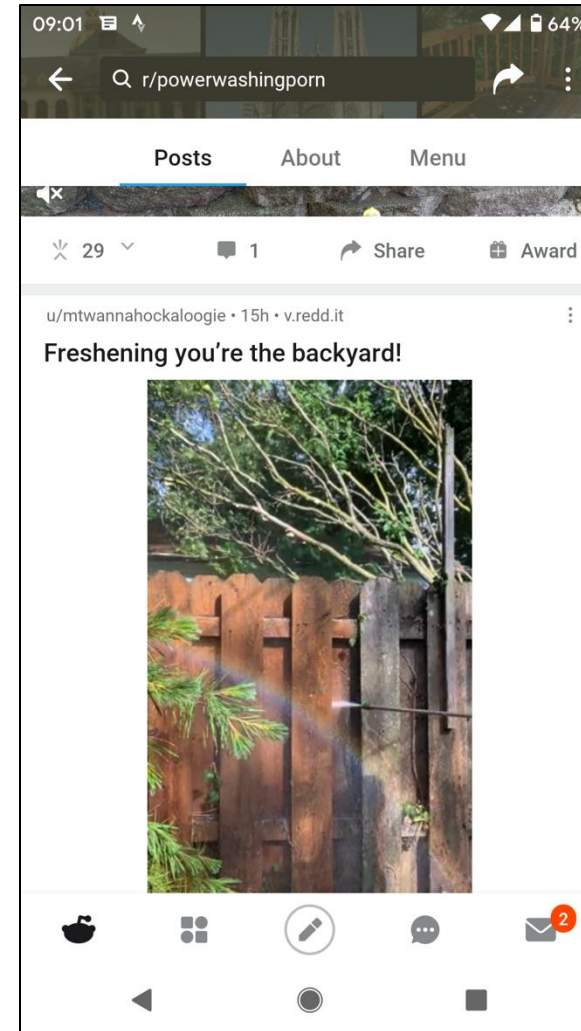 09:01 64%
r/powerwashingporn
Posts About Menu
29 1 Share Award
u/mtwannahockaloogie • 15h • v.redd.it
Freshening you're the backyard!
2